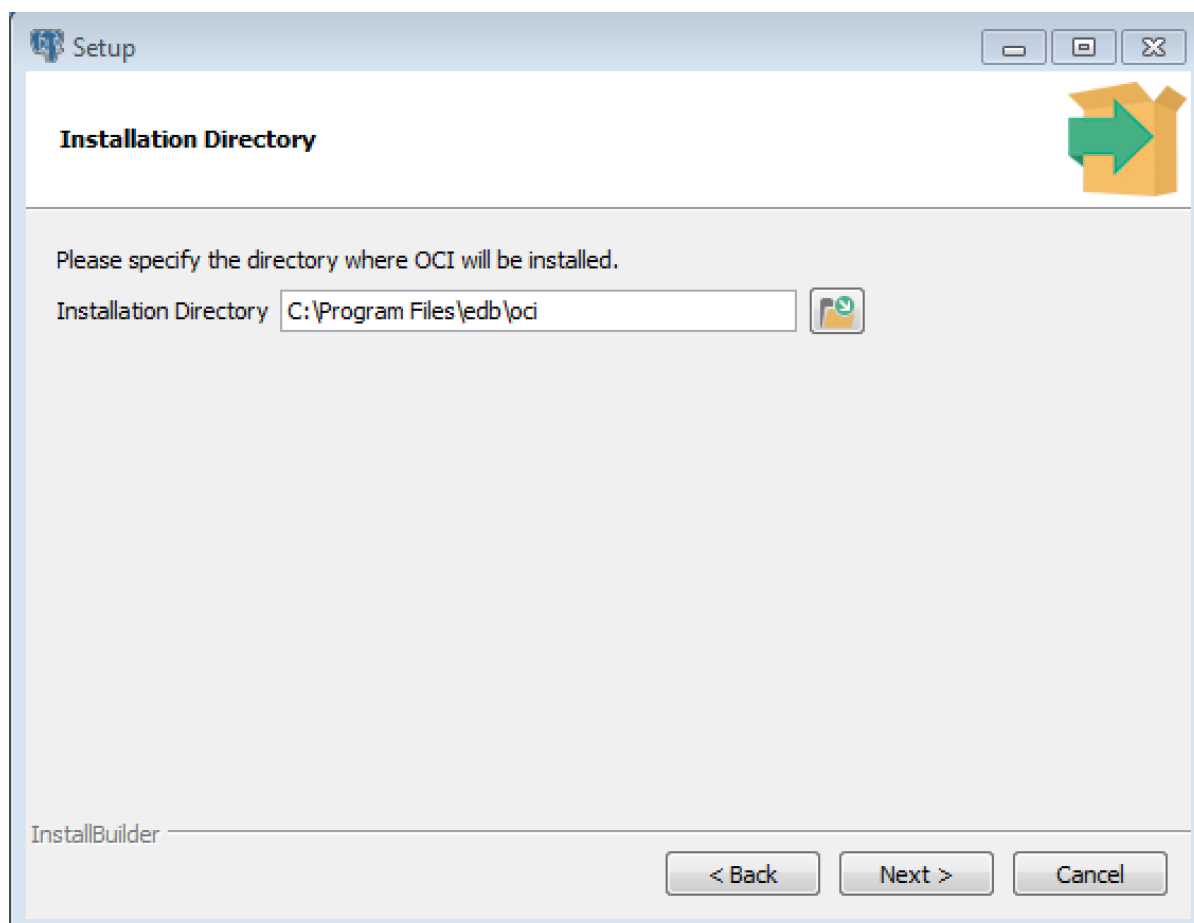 Setup
Installation Directory
Please specify the directory where OCI will be installed.
Installation Directory C:\Program Files\edb\oci
InstallBuilder
< Back Next > Cancel